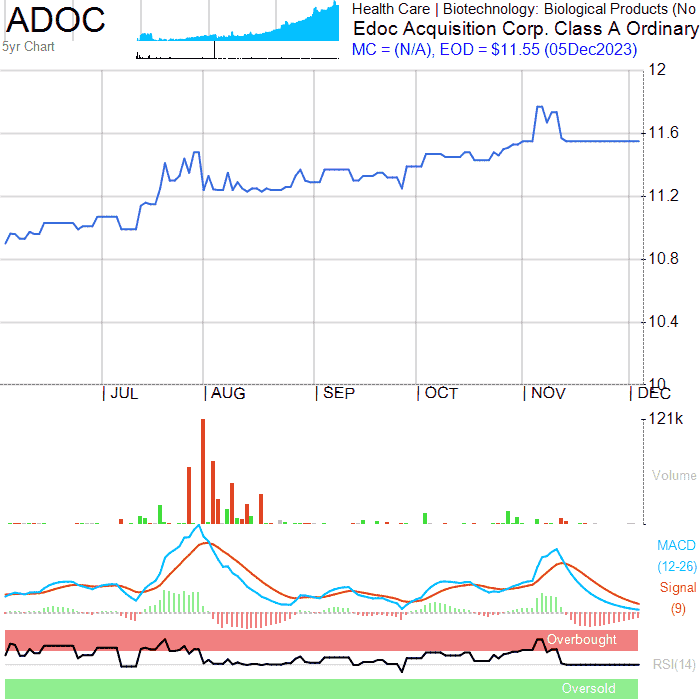 ADOC
5yr Chart
Health Care | Biotechnology: Biological Products (No
Edoc Acquisition Corp. Class A Ordinary
MC = (N/A), EOD = $11.55 (05Dec2023)
12
11.6
11.2
10.8
10.4
10
| JUL | AUG | SEP | OCT | NOV | DEC
121k
Volume
MACD
(12-26)
Signal
(9)
Overbought
RSI(14)
Oversold